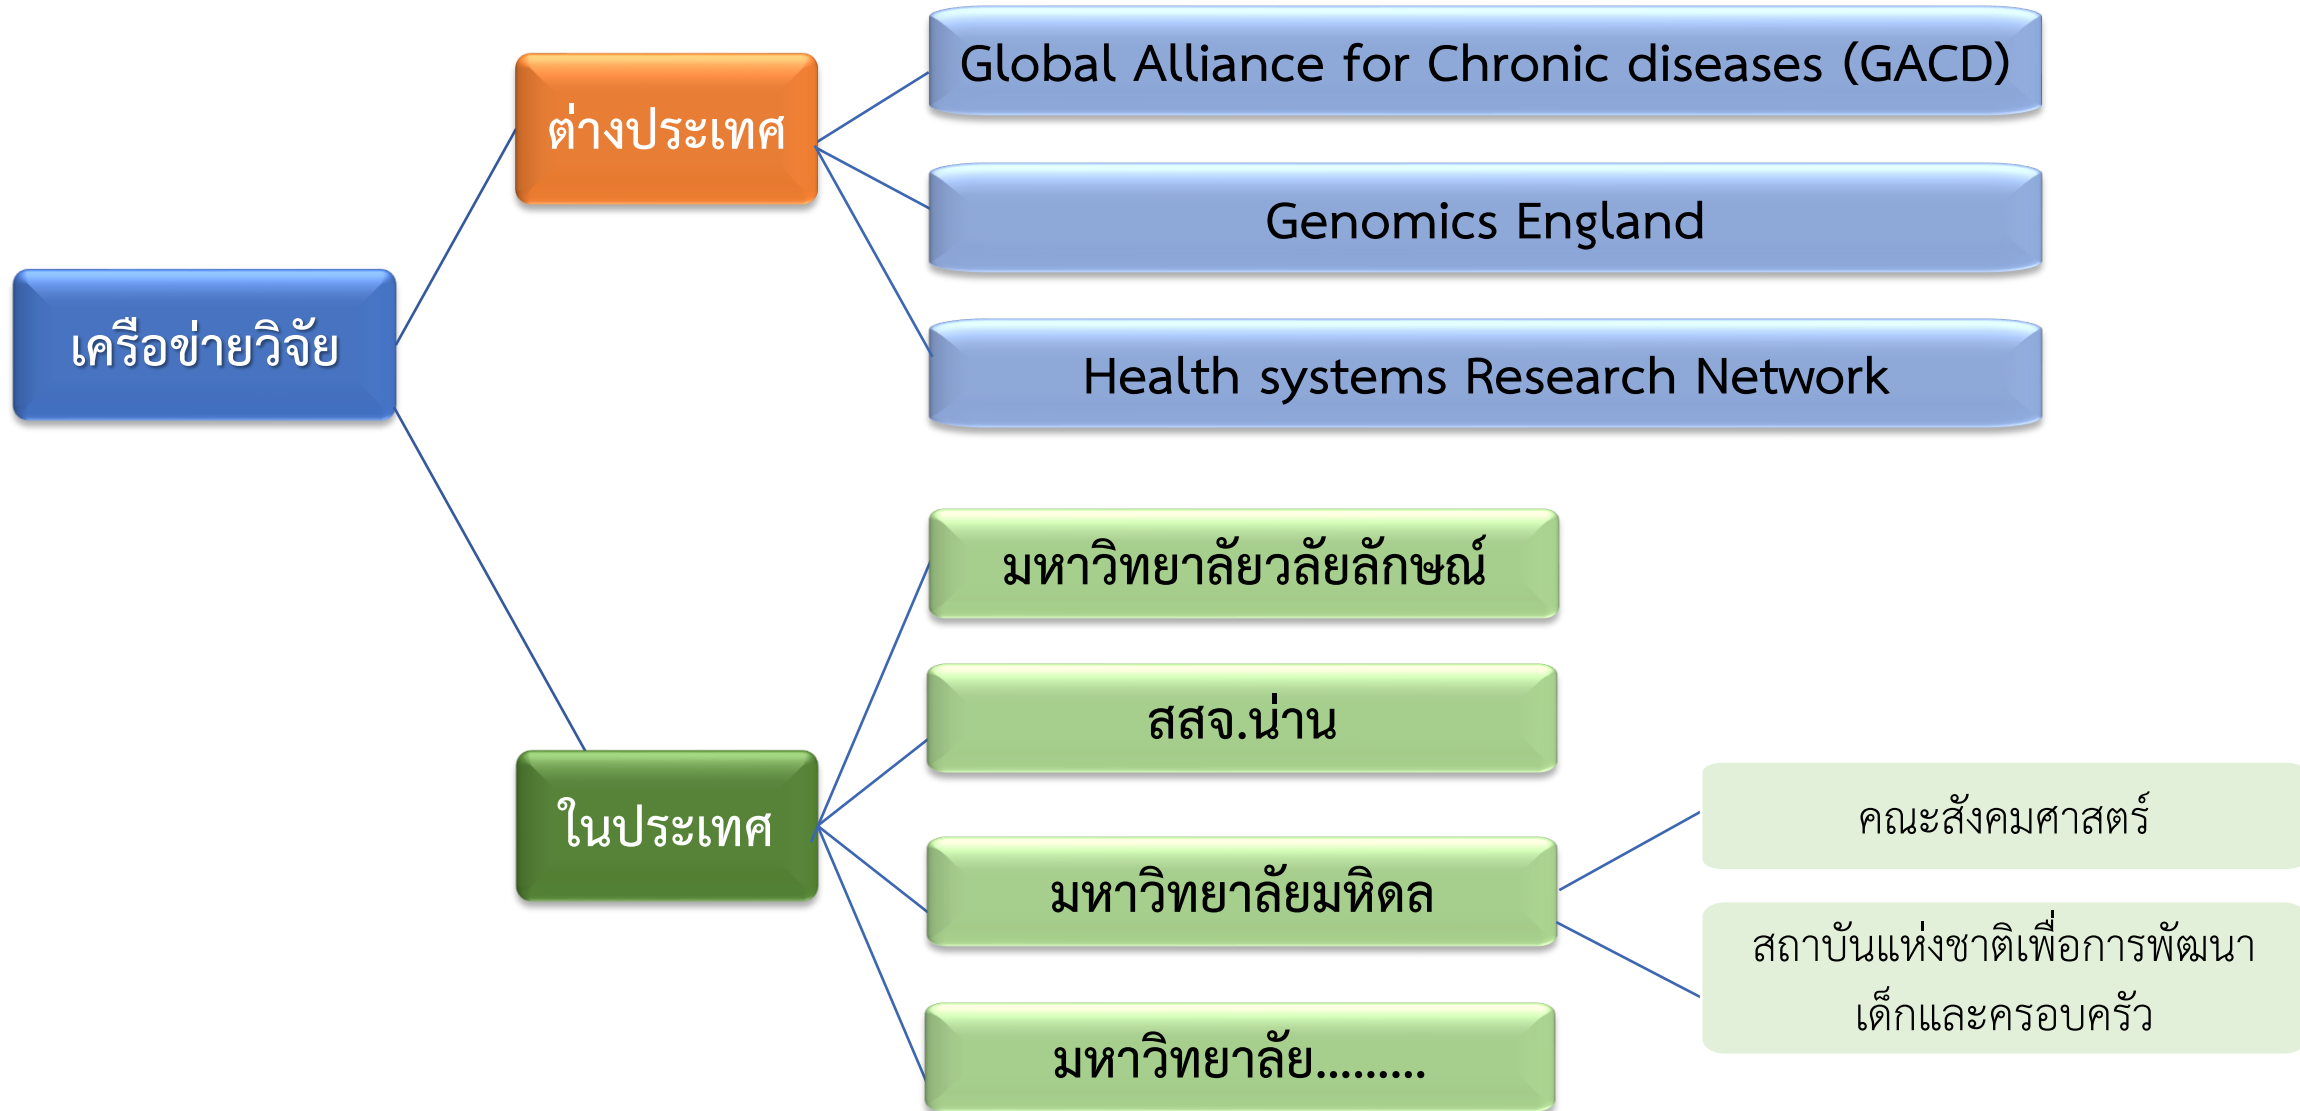 เครือข่ายวิจัย
ต่างประเทศ
Global Alliance for Chronic diseases (GACD)
Genomics England
Health systems Research Network
ในประเทศ
มหาวิทยาลัยวลัยลักษณ์
สสจ.น่าน
มหาวิทยาลัยมหิดล
คณะสังคมศาสตร์
สถาบันแห่งชาติเพื่อการพัฒนา
เด็กและครอบครัว
มหาวิทยาลัย.........